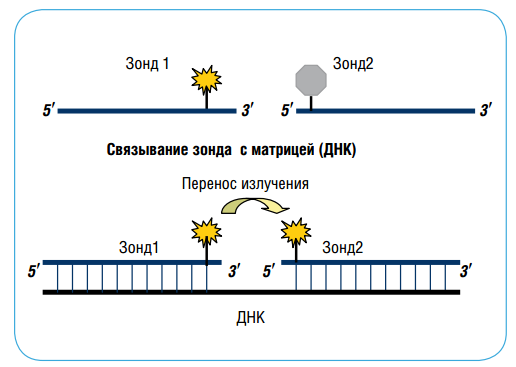 Зонд 1
Зонд2
5′ 3′ 5′ 3′
Связывание зонда с матрицей (ДНК)
Перенос излучения
Зонд1
Зонд2
5′ 3′ 5′ 3′
ДНК